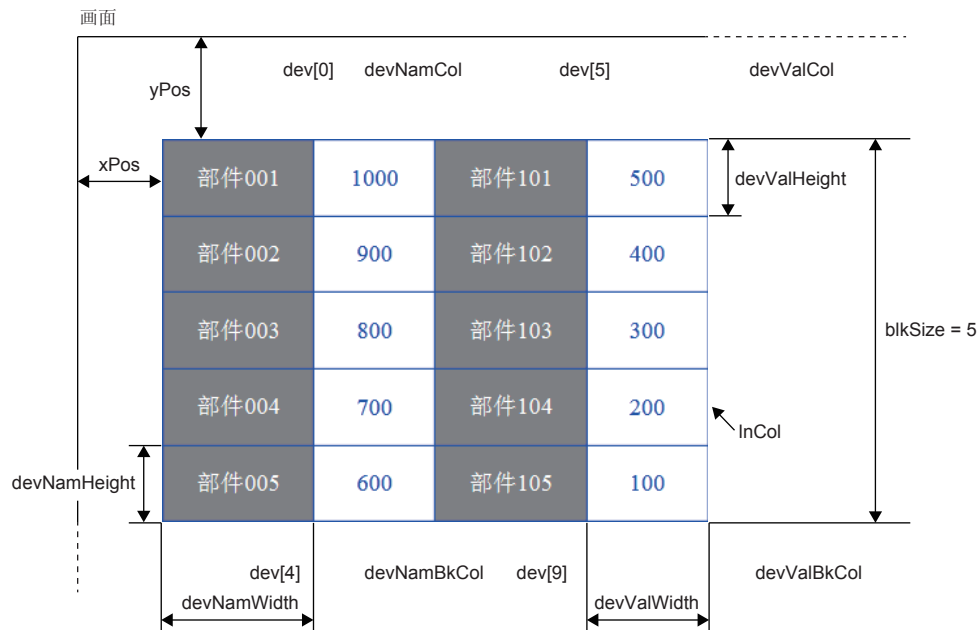 画面
dev[0] devNamCol dev[5] devValCol
yPos
xPos
部件001 1000 部件101 500
devValHeight
部件002 900 部件102 400
部件003 800 部件103 300
blkSize = 5
部件004 700 部件104 200
lnCol
devNamHeight
部件005 600 部件105 100
dev[4] devNamBkCol dev[9] devValBkCol
devNamWidth devValWidth